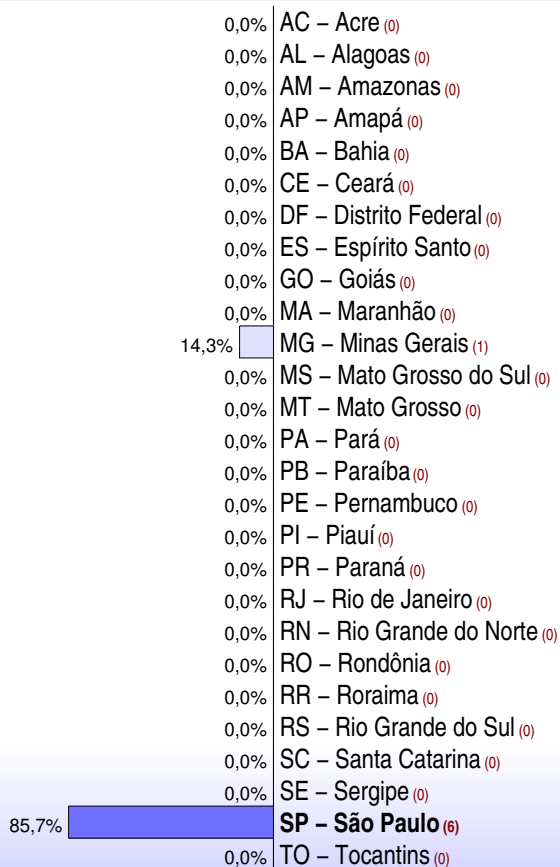 0,0% AC – Acre (0)
0,0% AL – Alagoas (0)
0,0% AM – Amazonas (0)
0,0% AP – Amapá (0)
0,0% BA – Bahia (0)
0,0% CE – Ceará (0)
0,0% DF – Distrito Federal (0)
0,0% ES – Espírito Santo (0)
0,0% GO – Goiás (0)
0,0% MA – Maranhão (0)
14,3% MG – Minas Gerais (1)
0,0% MS – Mato Grosso do Sul (0)
0,0% MT – Mato Grosso (0)
0,0% PA – Pará (0)
0,0% PB – Paraíba (0)
0,0% PE – Pernambuco (0)
0,0% PI – Piauí (0)
0,0% PR – Paraná (0)
0,0% RJ – Rio de Janeiro (0)
0,0% RN – Rio Grande do Norte (0)
0,0% RO – Rondônia (0)
0,0% RR – Roraima (0)
0,0% RS – Rio Grande do Sul (0)
0,0% SC – Santa Catarina (0)
0,0% SE – Sergipe (0)
85,7% SP – São Paulo (6)
0,0% TO – Tocantins (0)